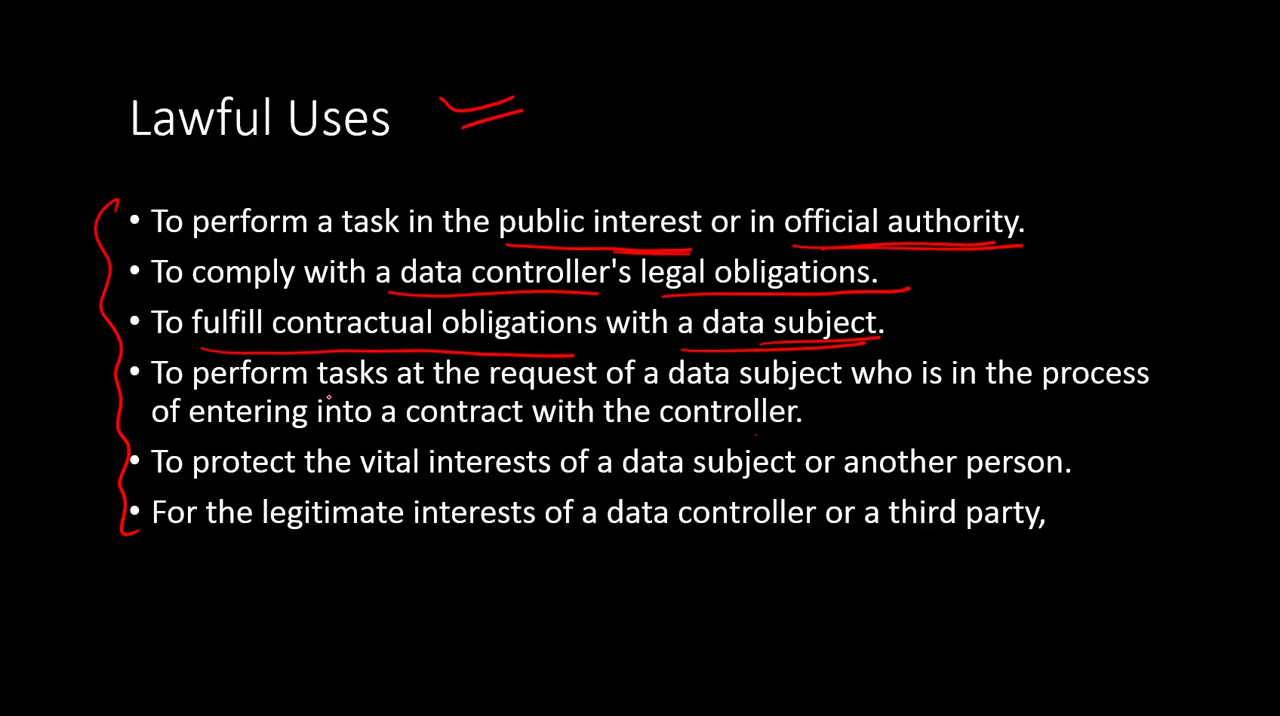 Lawful Uses
• To perform a task in the public interest or in official authority.
• To comply with a data controller's legal obligations.
• To fulfill contractual obligations with a data subject.
• To perform tasks at the request of a data subject who is in the process
of entering into a contract with the controller.
• To protect the vital interests of a data subject or another person.
• For the legitimate interests of a data controller or a third party,